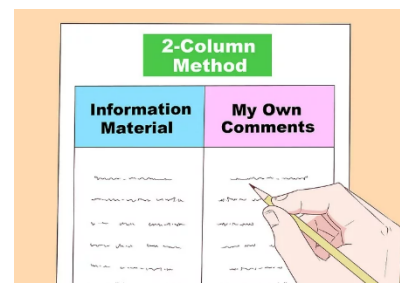 2-Column
Method
Information
Material
My Own
Comments